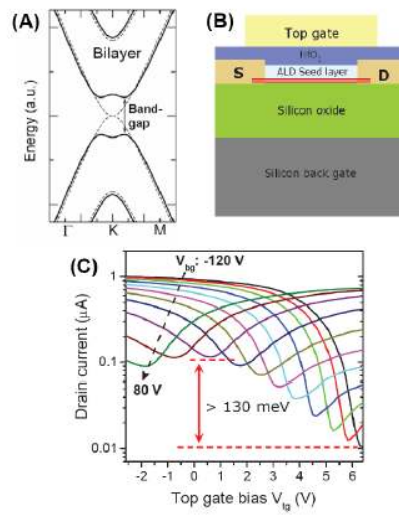 (A)
Bilayer
Band-
gap
Energy (a.u.)
Γ K M
(B)
Top gate
HfO2
S ALD Seed layer D
Silicon oxide
Silicon back gate
(C)
Vbg: -120 V
80 V
> 130 meV
Drain current (μA)
1
0.1
0.01
-2 -1 0 1 2 3 4 5 6
Top gate bias Vtg (V)